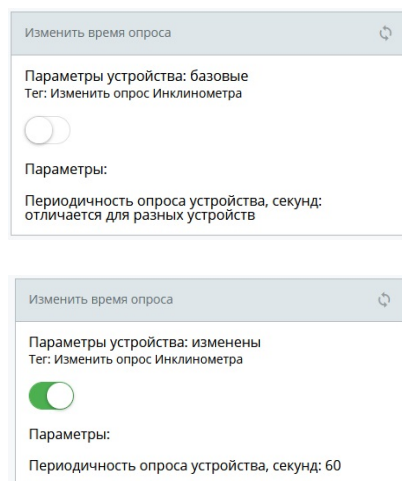 Изменить время опроса
Параметры устройства: базовые
Тег: Изменить опрос Инклинометра
Параметры:
Периодичность опроса устройства, секунд:
отличается для разных устройств
Изменить время опроса
Параметры устройства: изменены
Тег: Изменить опрос Инклинометра
Параметры:
Периодичность опроса устройства, секунд: 60